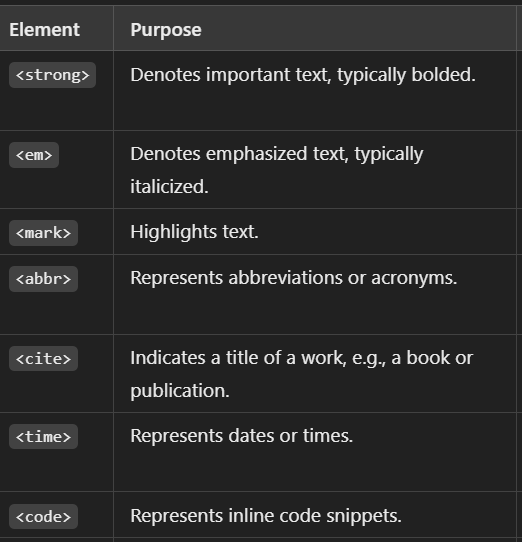 Element Purpose
<strong> Denotes important text, typically bolded.
<em> Denotes emphasized text, typically
italicized.
<mark> Highlights text.
<abbr> Represents abbreviations or acronyms.
<cite> Indicates a title of a work, e.g., a book or
publication.
<time> Represents dates or times.
<code> Represents inline code snippets.